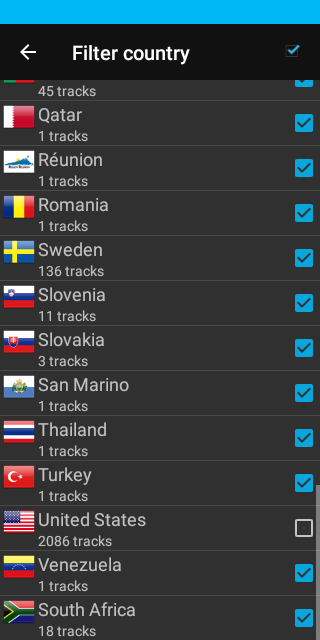 Filter country
45 tracks
Qatar
1 tracks
Réunion
1 tracks
Romania
1 tracks
Sweden
136 tracks
Slovenia
11 tracks
Slovakia
3 tracks
San Marino
1 tracks
Thailand
1 tracks
Turkey
1 tracks
United States
2086 tracks
Venezuela
1 tracks
South Africa
18 tracks